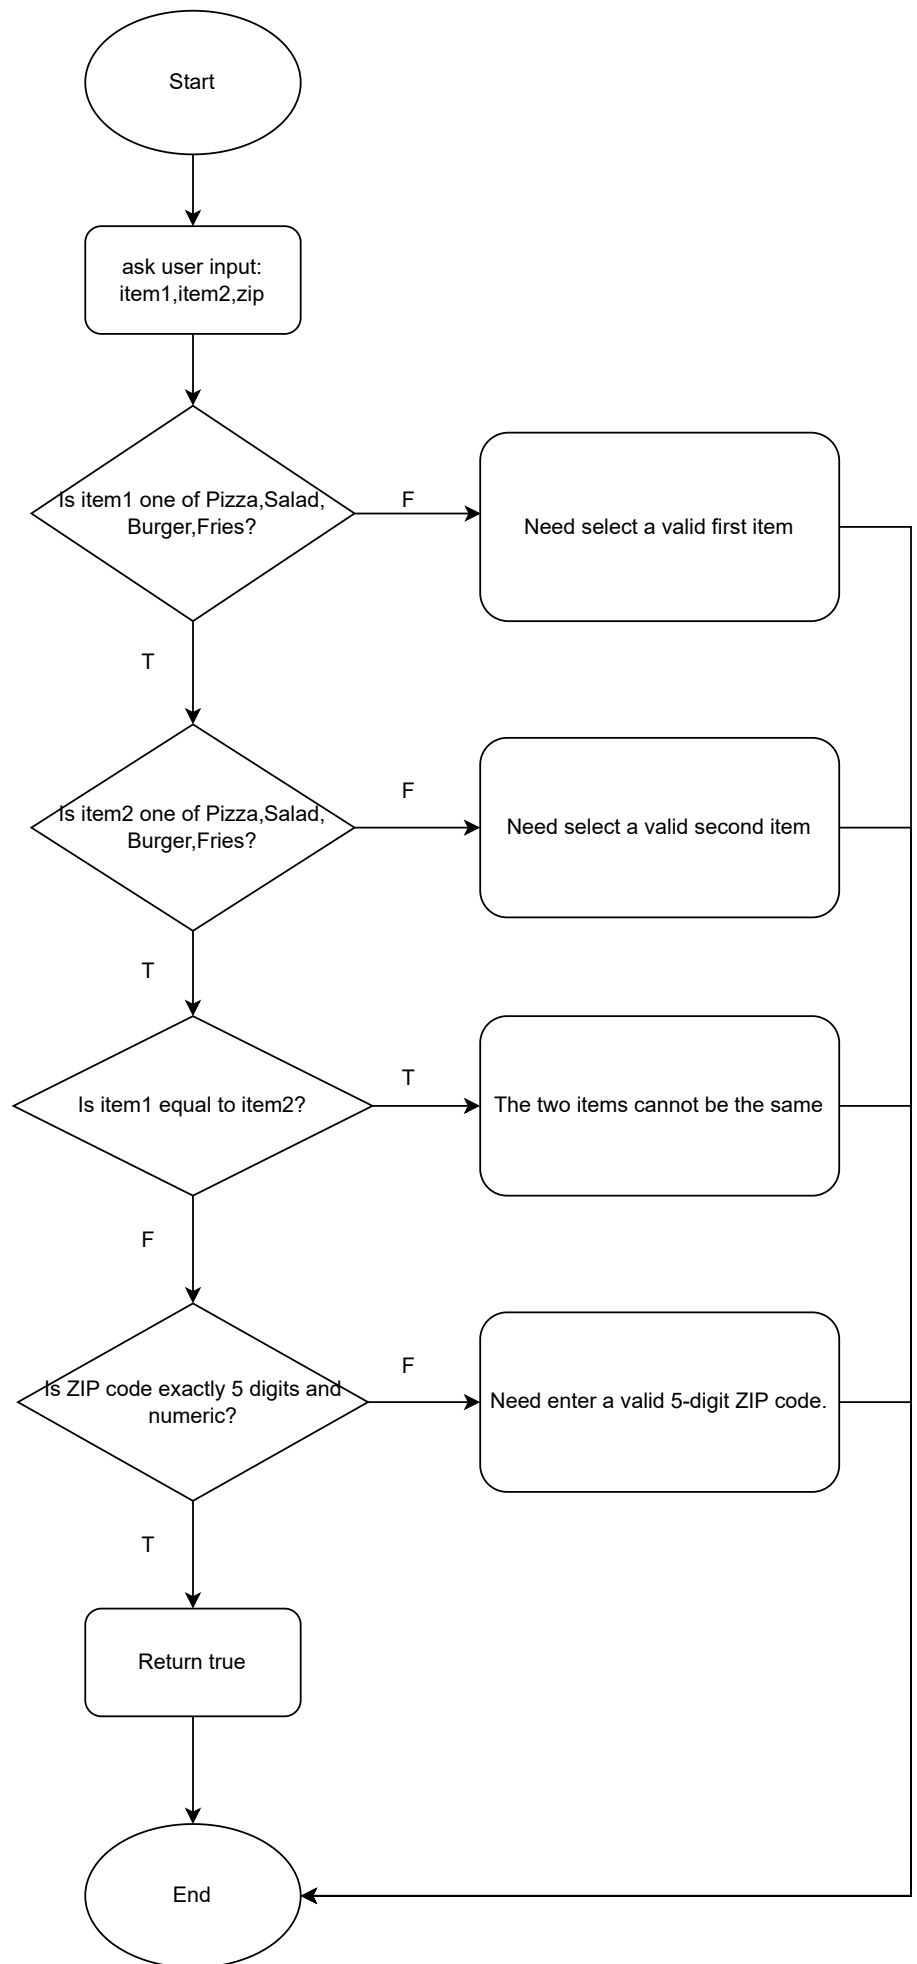 Start
ask user input:
item1,item2,zip
Is item1 one of Pizza,Salad,
Burger,Fries?
F
Need select a valid first item
T
Is item2 one of Pizza,Salad,
Burger,Fries?
F
Need select a valid second item
T
Is item1 equal to item2?
T
The two items cannot be the same
F
Is ZIP code exactly 5 digits and
numeric?
F
Need enter a valid 5-digit ZIP code.
T
Return true
End